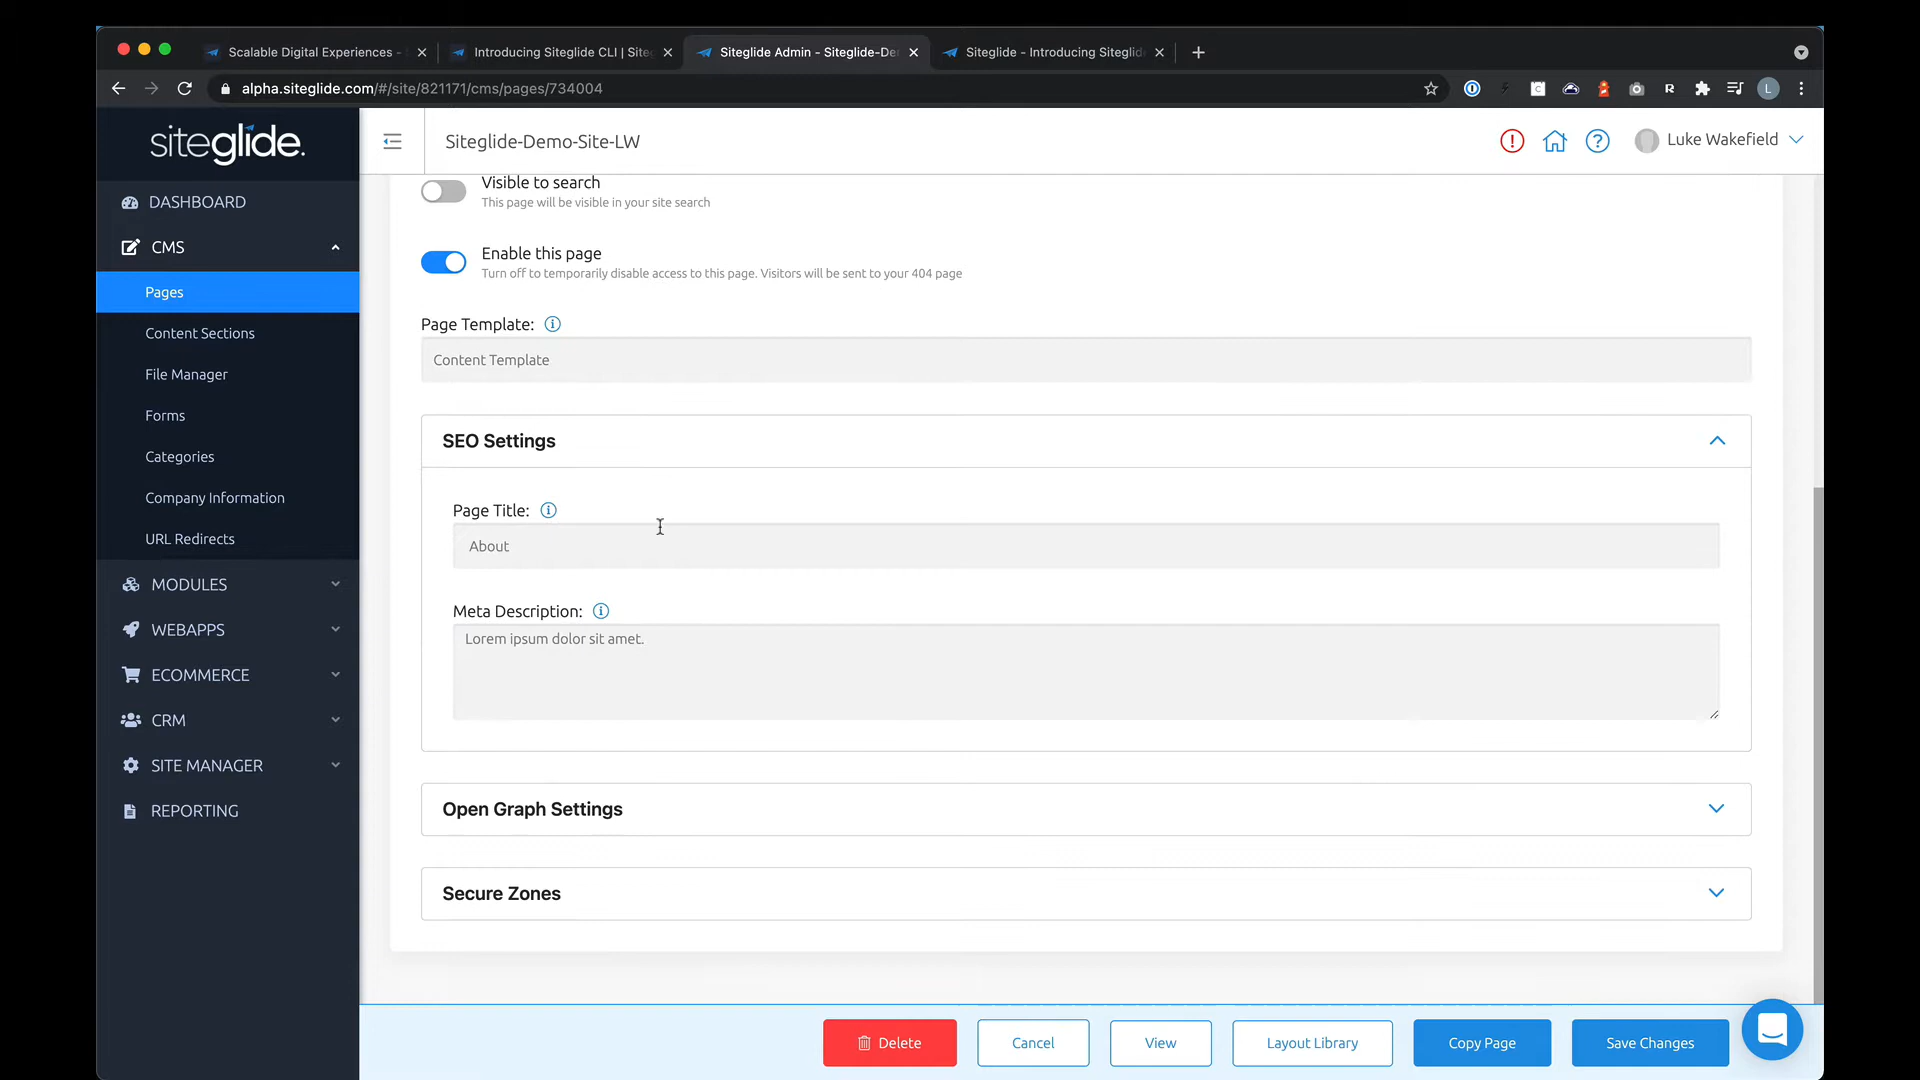 Scalable Digital Experiences -
Introducing Siteglide CLI | Site
Siteglide Admin - Siteglide-De
Siteglide - Introducing Siteglid
alpha.siteglide.com/#/site/821171/cms/pages/734004
siteglide.
Siteglide-Demo-Site-LW
Luke Wakefield
DASHBOARD
CMS
Pages
Content Sections
File Manager
Forms
Categories
Company Information
URL Redirects
MODULES
WEBAPPS
ECOMMERCE
CRM
SITE MANAGER
REPORTING
Visible to search
This page will be visible in your site search
Enable this page
Turn off to temporarily disable access to this page. Visitors will be sent to your 404 page
Page Template:
Content Template
SEO Settings
Page Title:
About
Meta Description:
Lorem ipsum dolor sit amet.
Open Graph Settings
Secure Zones
Delete
Cancel
View
Layout Library
Copy Page
Save Changes